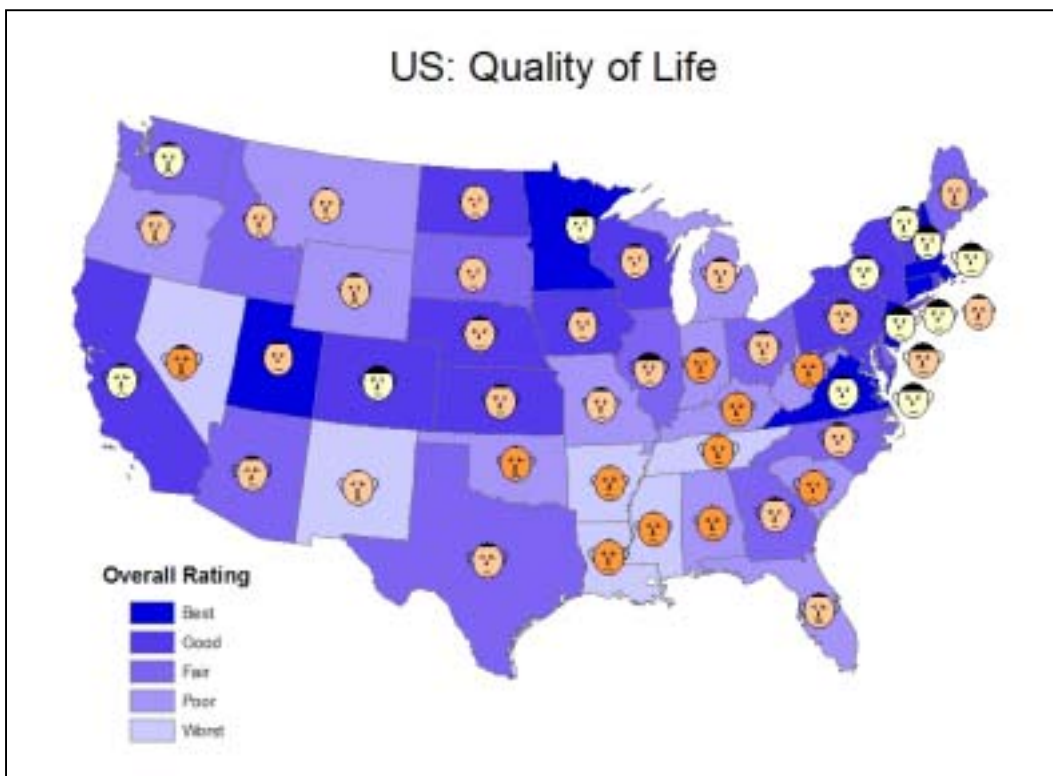 US: Quality of Life
Overall Rating
Best
Good
Fair
Poor
Worst